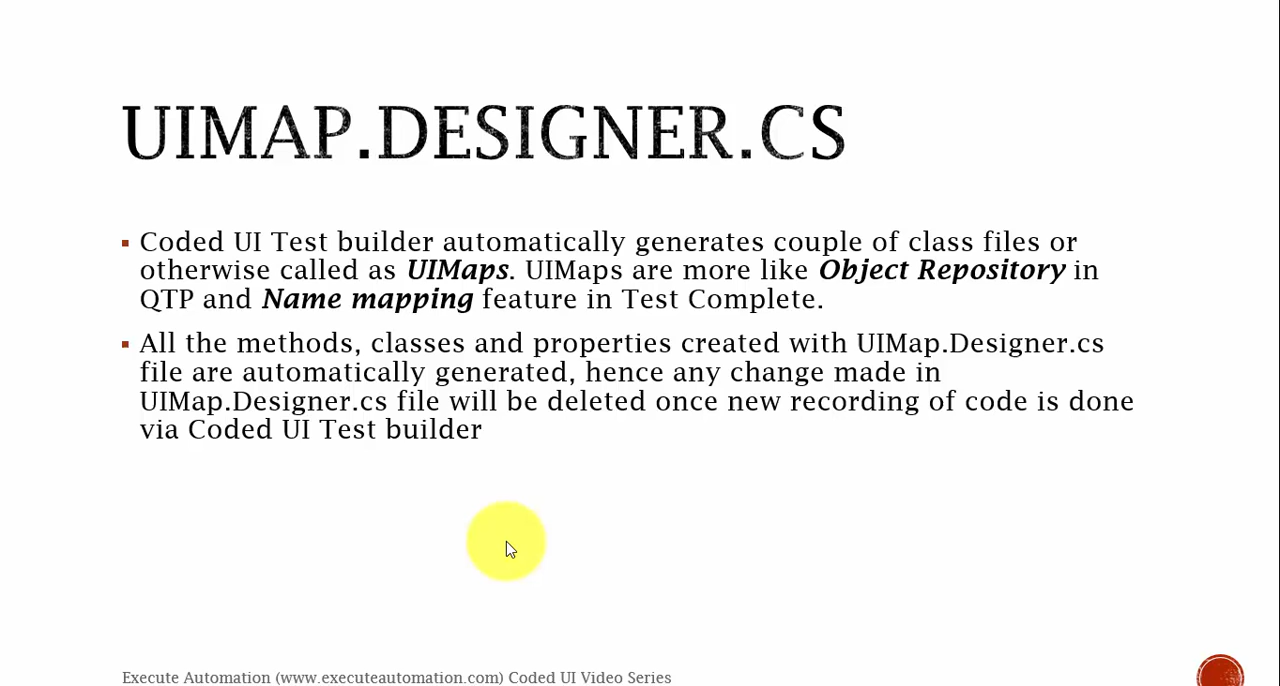 UIMAP.DESIGNER.CS
▪ Coded UI Test builder automatically generates couple of class files or
otherwise called as UIMaps. UIMaps are more like Object Repository in
QTP and Name mapping feature in Test Complete.
▪ All the methods, classes and properties created with UIMap.Designer.cs
file are automatically generated, hence any change made in
UIMap.Designer.cs file will be deleted once new recording of code is done
via Coded UI Test builder
Execute Automation (www.executeautomation.com) Coded UI Video Series